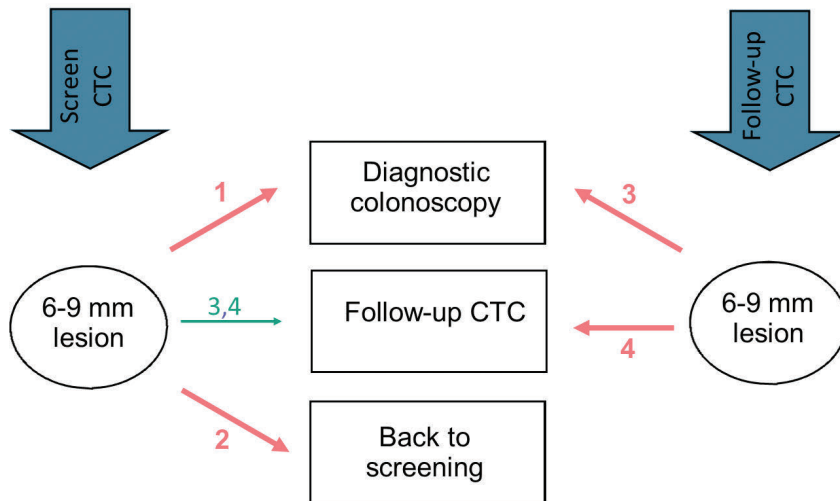 Screen
CTC
Follow-up
CTC
1
Diagnostic
colonoscopy
3
6-9 mm
lesion
3,4
Follow-up CTC
4
6-9 mm
lesion
2
Back to
screening